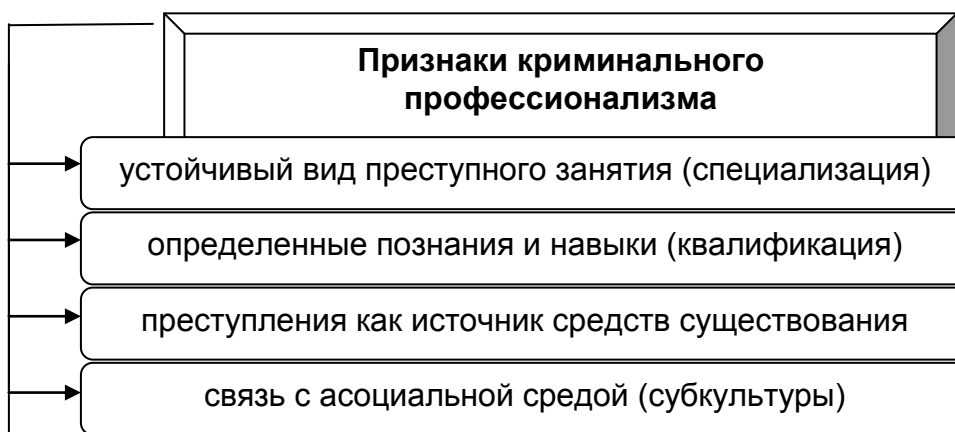 Признаки криминального
профессионализма
устойчивый вид преступного занятия (специализация)
определенные познания и навыки (квалификация)
преступления как источник средств существования
связь с асоциальной средой (субкультуры)